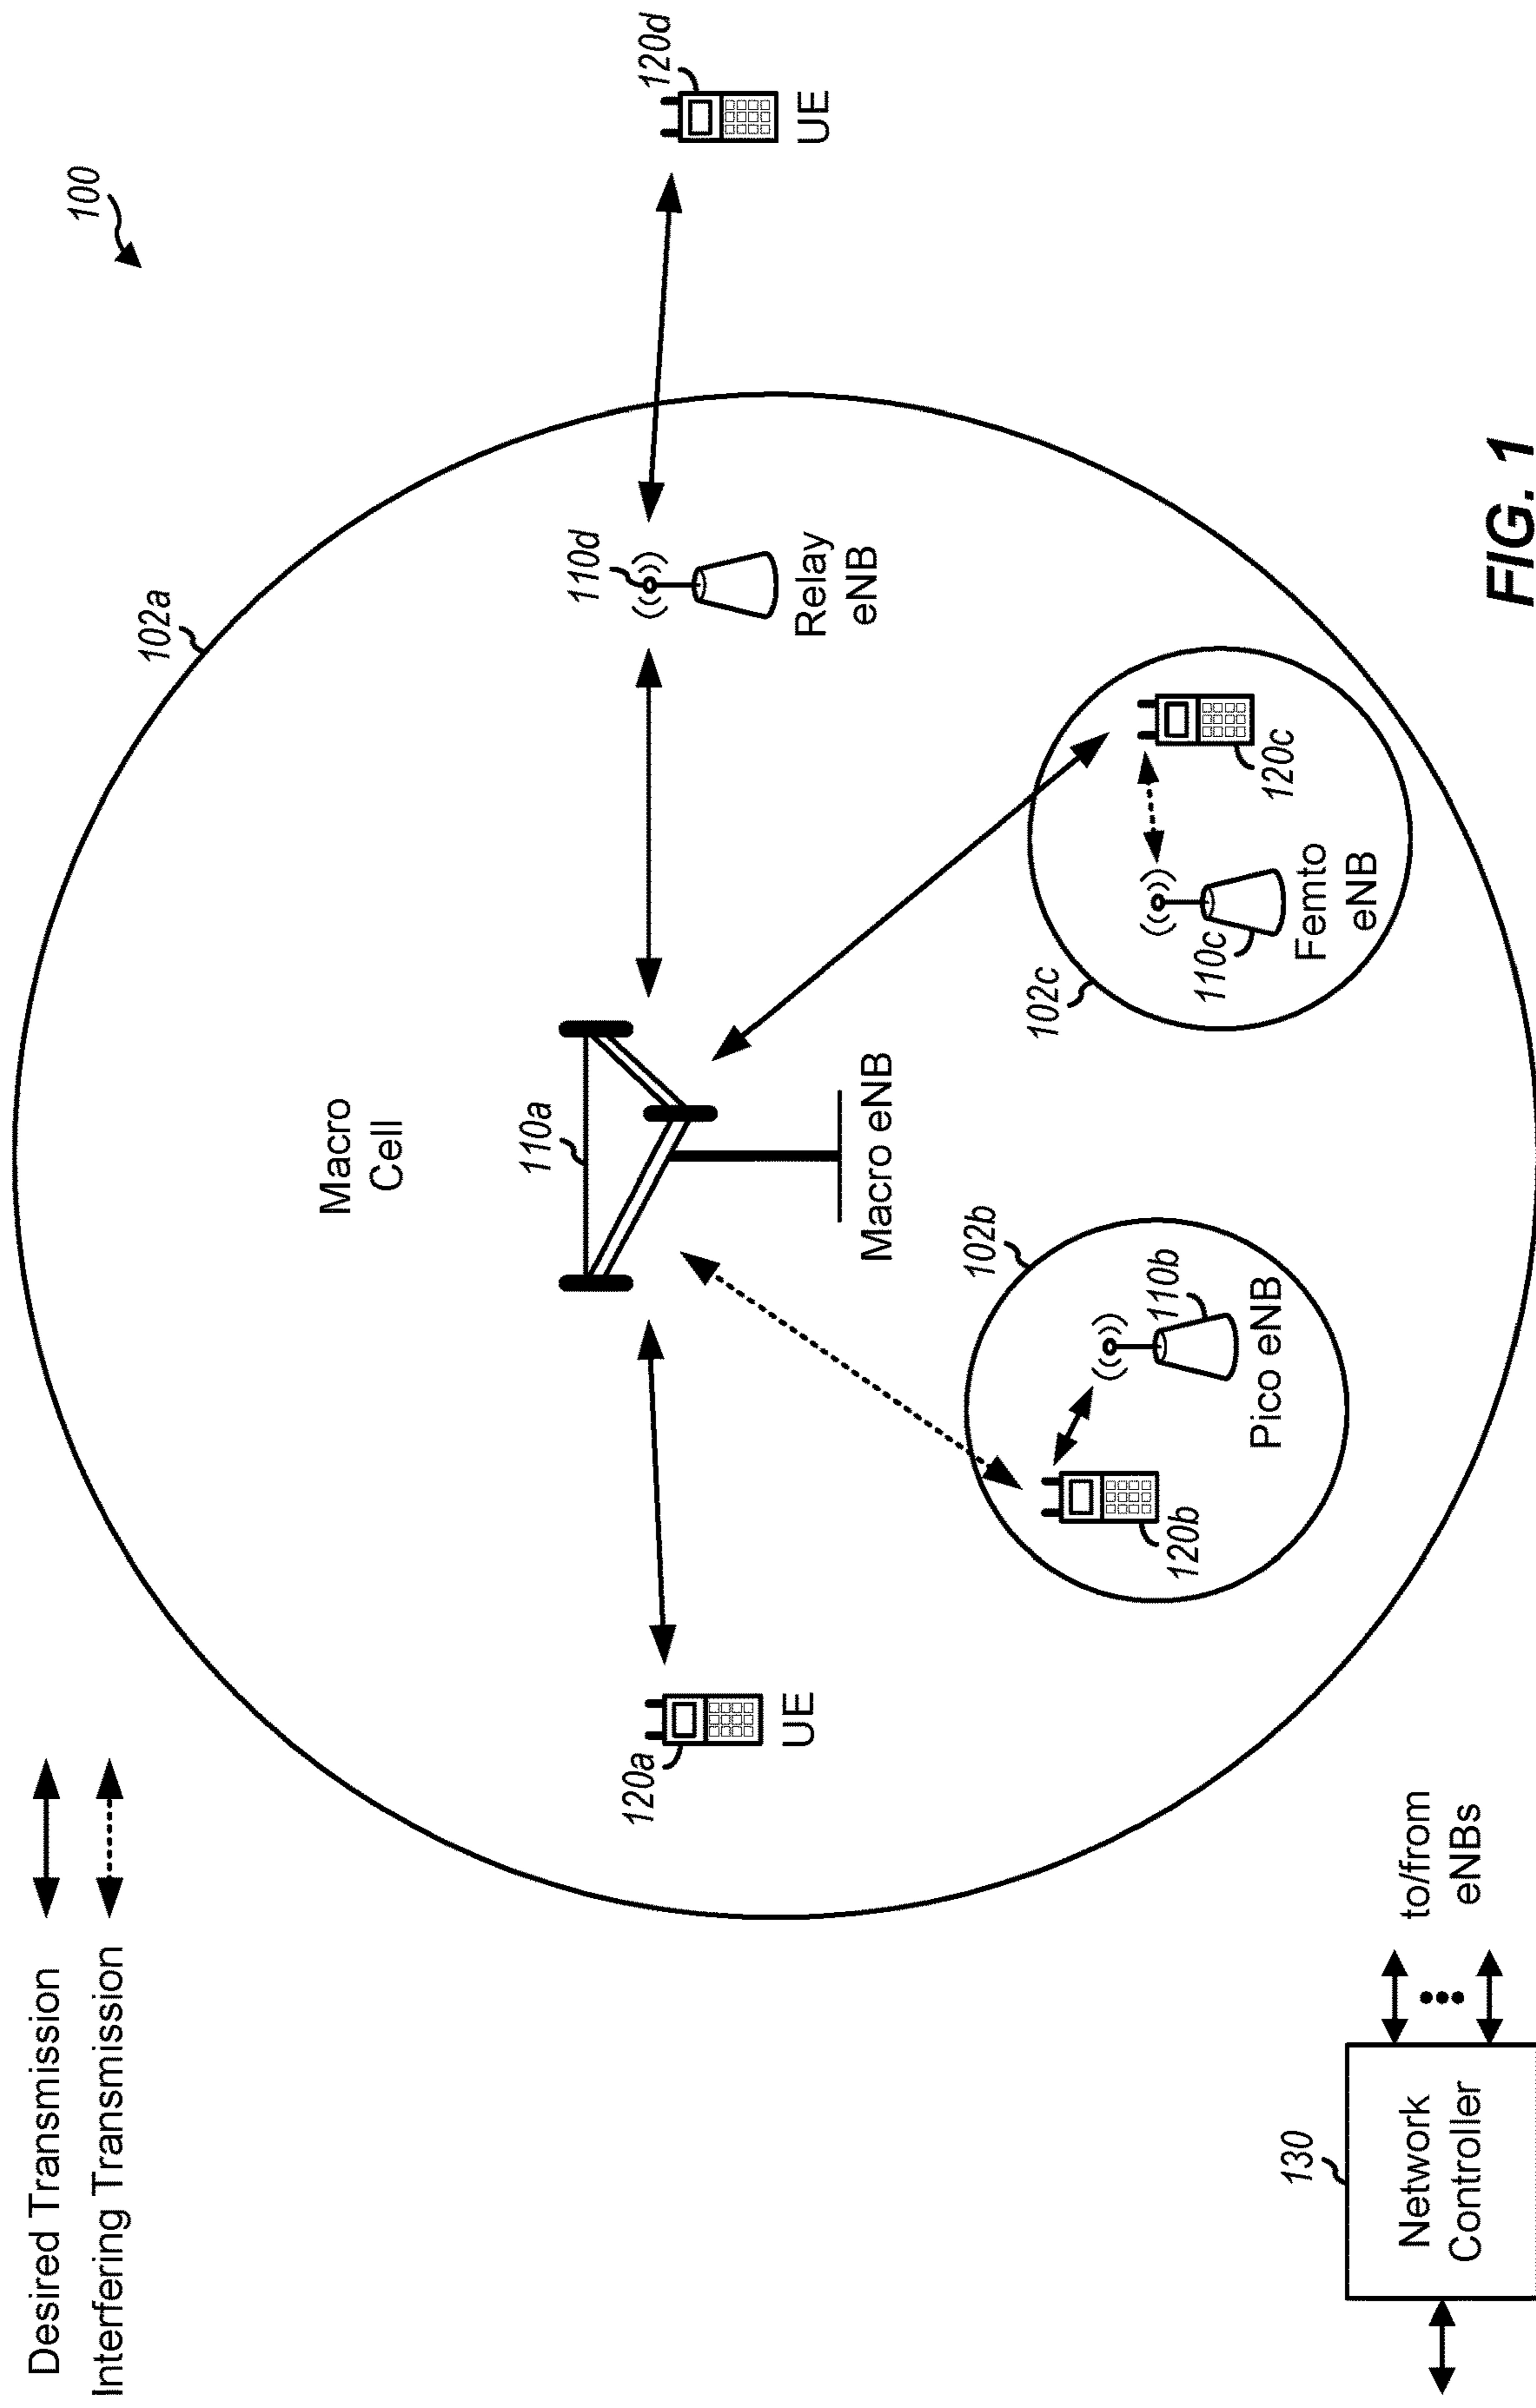 Desired Transmission
Interfering Transmission
100
102a
Macro
Cell
110a
110d
120a
120d
UE
UE
Relay
eNB
Macro eNB
102b
102c
110b
120b
Pico eNB
110c
120c
Femto
eNB
130
Network
Controller
to/from
eNBs
FIG. 1